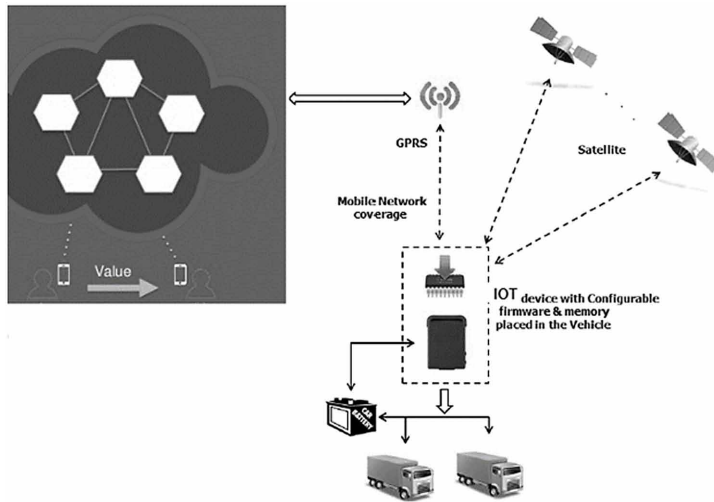 GPRS
Satellite
Mobile Network
coverage
Value
IOT device with Configurable
firmware & memory
placed in the Vehicle
CAR
BATTERY